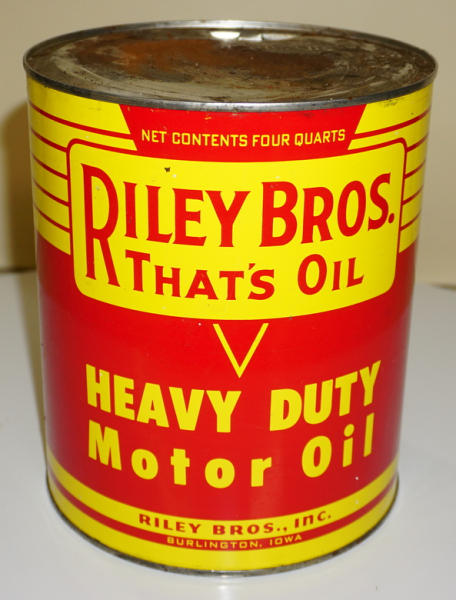 NET CONTENTS FOUR QUARTS
RILEY BROS.
THAT'S OIL
HEAVY DUTY
Motor Oil
RILEY BROS., INC.
BURLINGTON, IOWA